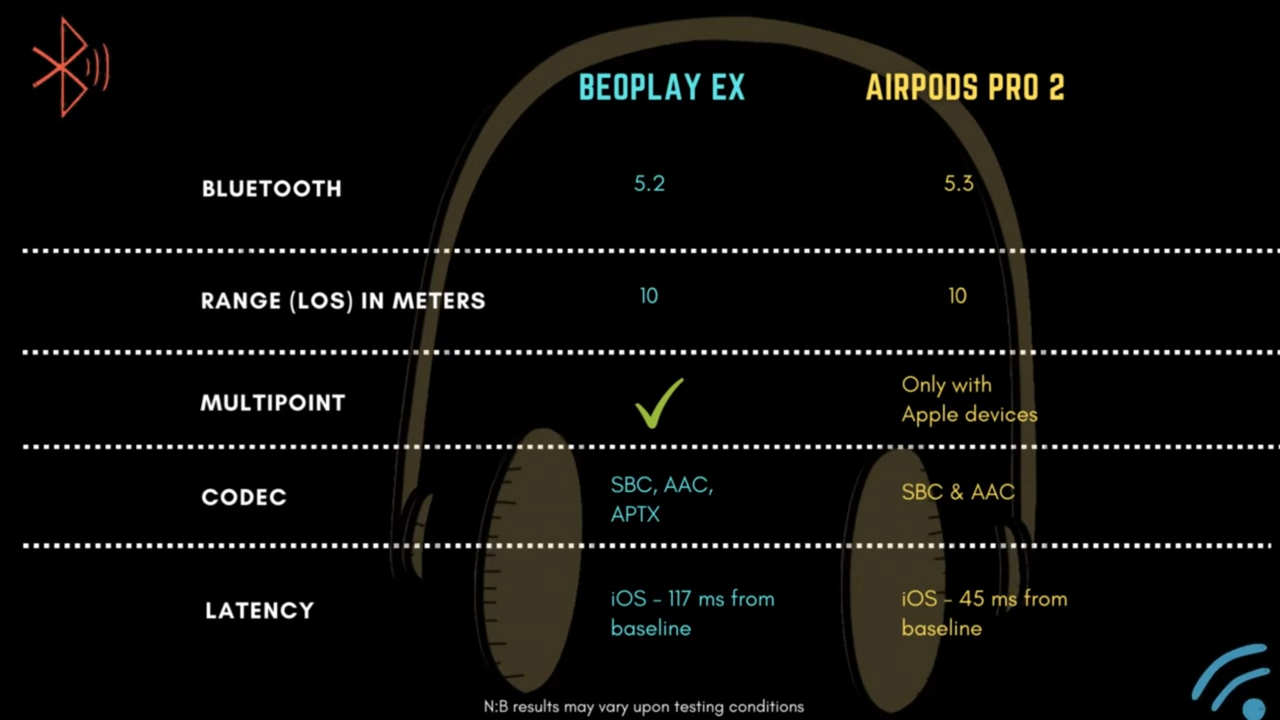 BEOPLAY EX AIRPODS PRO 2
BLUETOOTH 5.2 5.3
RANGE (LOS) IN METERS 10 10
MULTIPOINT Only with
Apple devices
CODEC SBC, AAC,
APTX SBC & AAC
LATENCY iOS - 117 ms from
baseline iOS - 45 ms from
baseline
N:B results may vary upon testing conditions